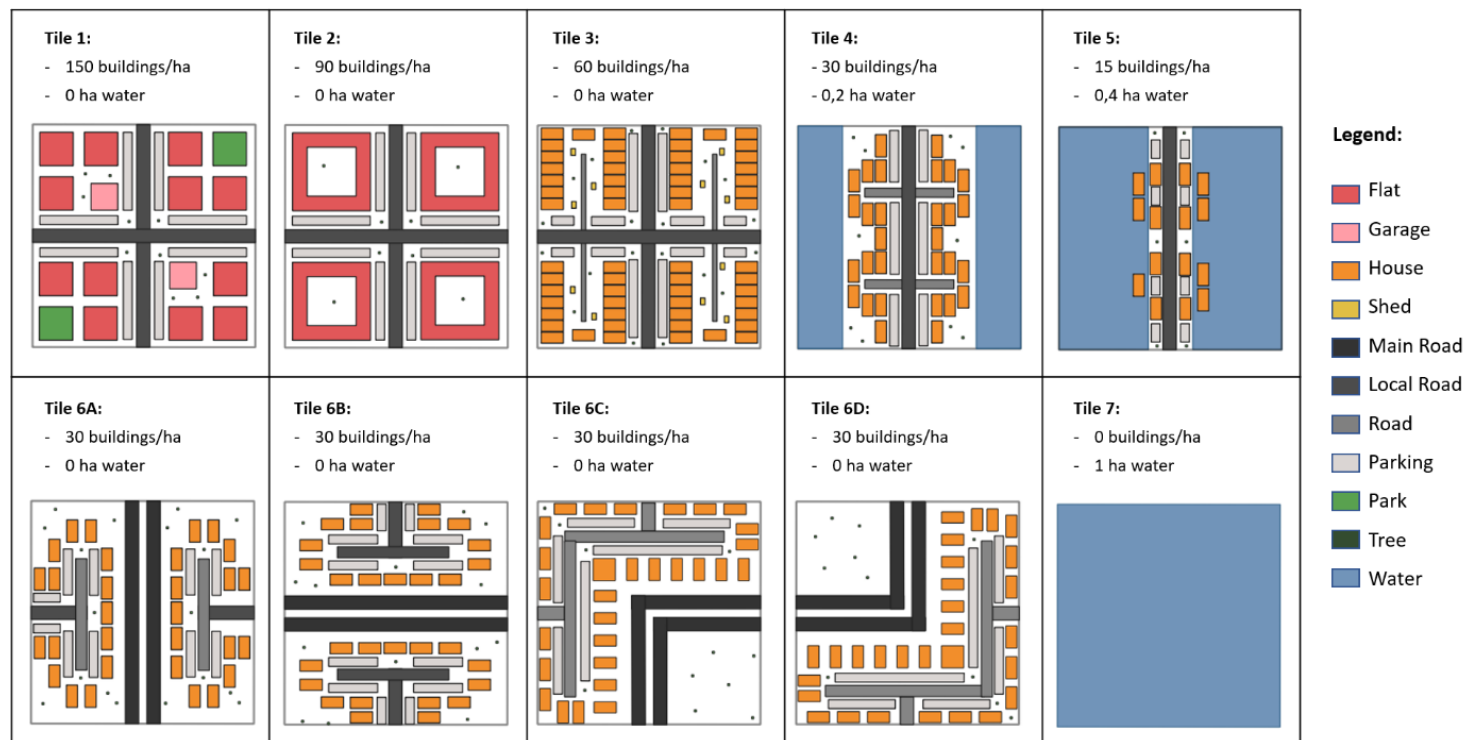 Tile 1:
- 150 buildings/ha
- 0 ha water
Tile 2:
- 90 buildings/ha
- 0 ha water
Tile 3:
- 60 buildings/ha
- 0 ha water
Tile 4:
- 30 buildings/ha
- 0,2 ha water
Tile 5:
- 15 buildings/ha
- 0,4 ha water
Tile 6A:
- 30 buildings/ha
- 0 ha water
Tile 6B:
- 30 buildings/ha
- 0 ha water
Tile 6C:
- 30 buildings/ha
- 0 ha water
Tile 6D:
- 30 buildings/ha
- 0 ha water
Tile 7:
- 0 buildings/ha
- 1 ha water
Legend:
Flat
Garage
House
Shed
Main Road
Local Road
Road
Parking
Park
Tree
Water